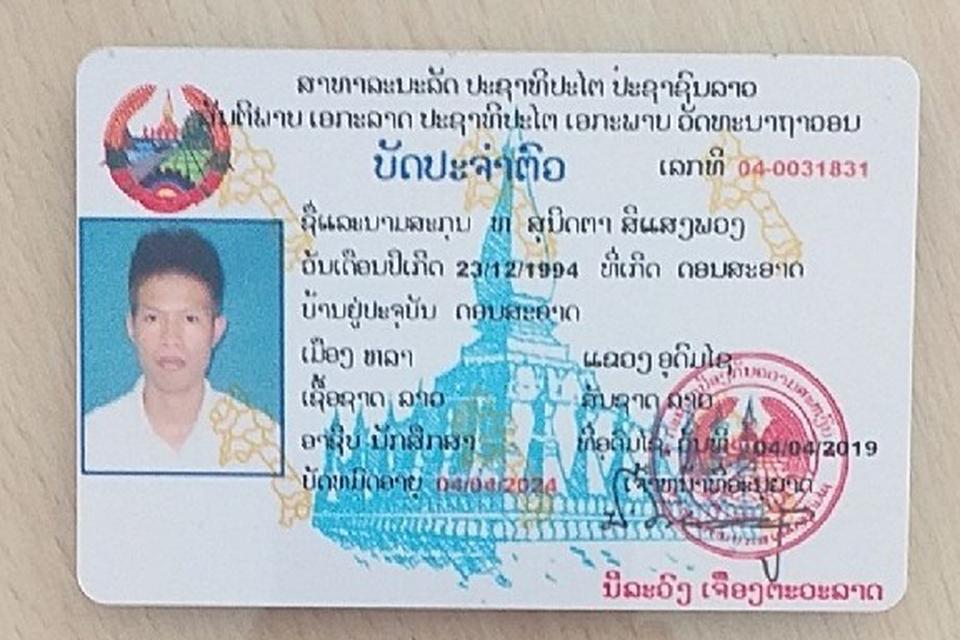 ສາທາລະນະລັດ ປະຊາທິປະໄຕ ປະຊາຊົນລາວ
ສັນຕິພາບ ເອກະລາດ ປະຊາທິປະໄຕ ເອກະພາບ ວັດທະນາຖາວອນ
ບັດປະຈຳຕົວ
ເລກທີ 04-0031831
ຊື່ແລະນາມສະກຸນ ທ ສຸນິດຕາ ສີແສງພອງ
ວັນເດືອນປີເກີດ 23/12/1994 ທີ່ເກີດ ດອນສະອາດ
ບ້ານຢູ່ປະຈຸບັນ ດອນສະອາດ
ເມືອງ ຫລາ ແຂວງ ອຸດົມໄຊ
ເຊື້ອຊາດ ລາວ ສັນຊາດ ລາວ
ອາຊີບ ນັກສຶກສາ ທີ່ອຸດົມໄຊ, ວັນທີ 04/04/2019
ບັດໝົດອາຍຸ 04/04/2024 ເຈົ້າໜ້າທີ່ອະນຸຍາດ
ນິລະວົງ ເຈືອງຕະວະລາດ